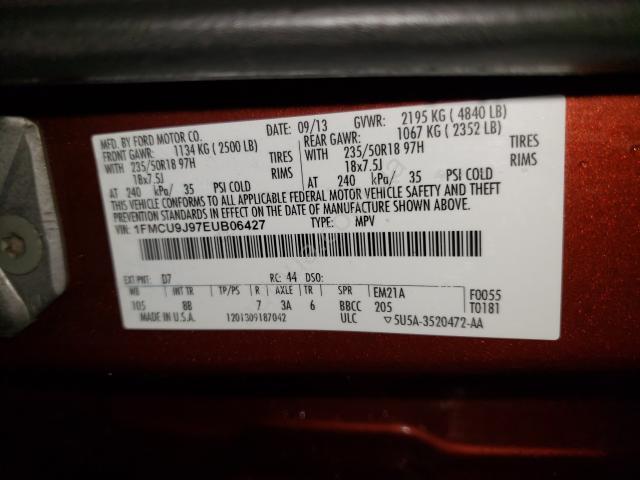 MFD. BY FORD MOTOR CO.
DATE: 09/13 GVWR: 2195 KG ( 4840 LB)
FRONT GAWR: 1134 KG ( 2500 LB)
REAR GAWR: 1067 KG ( 2352 LB)
WITH 235/50R18 97H TIRES
WITH 235/50R18 97H TIRES
18x7.5J RIMS
18x7.5J RIMS
AT 240 kPa/ 35 PSI COLD
AT 240 kPa/ 35 PSI COLD
THIS VEHICLE CONFORMS TO ALL APPLICABLE FEDERAL MOTOR VEHICLE SAFETY AND THEFT
PREVENTION STANDARDS IN EFFECT ON THE DATE OF MANUFACTURE SHOWN ABOVE.
VIN: 1FMCU9J97EUB06427 TYPE: MPV
EXT PNT: D7 RC: 44 DSO:
WB INT TR TP/PS R AXLE TR SPR EM21A F0055
105 8B 7 3A 6 BBCC 205 T0181
MADE IN U.S.A. 1201309187042 ULC ▽5U5A-3520472-AA